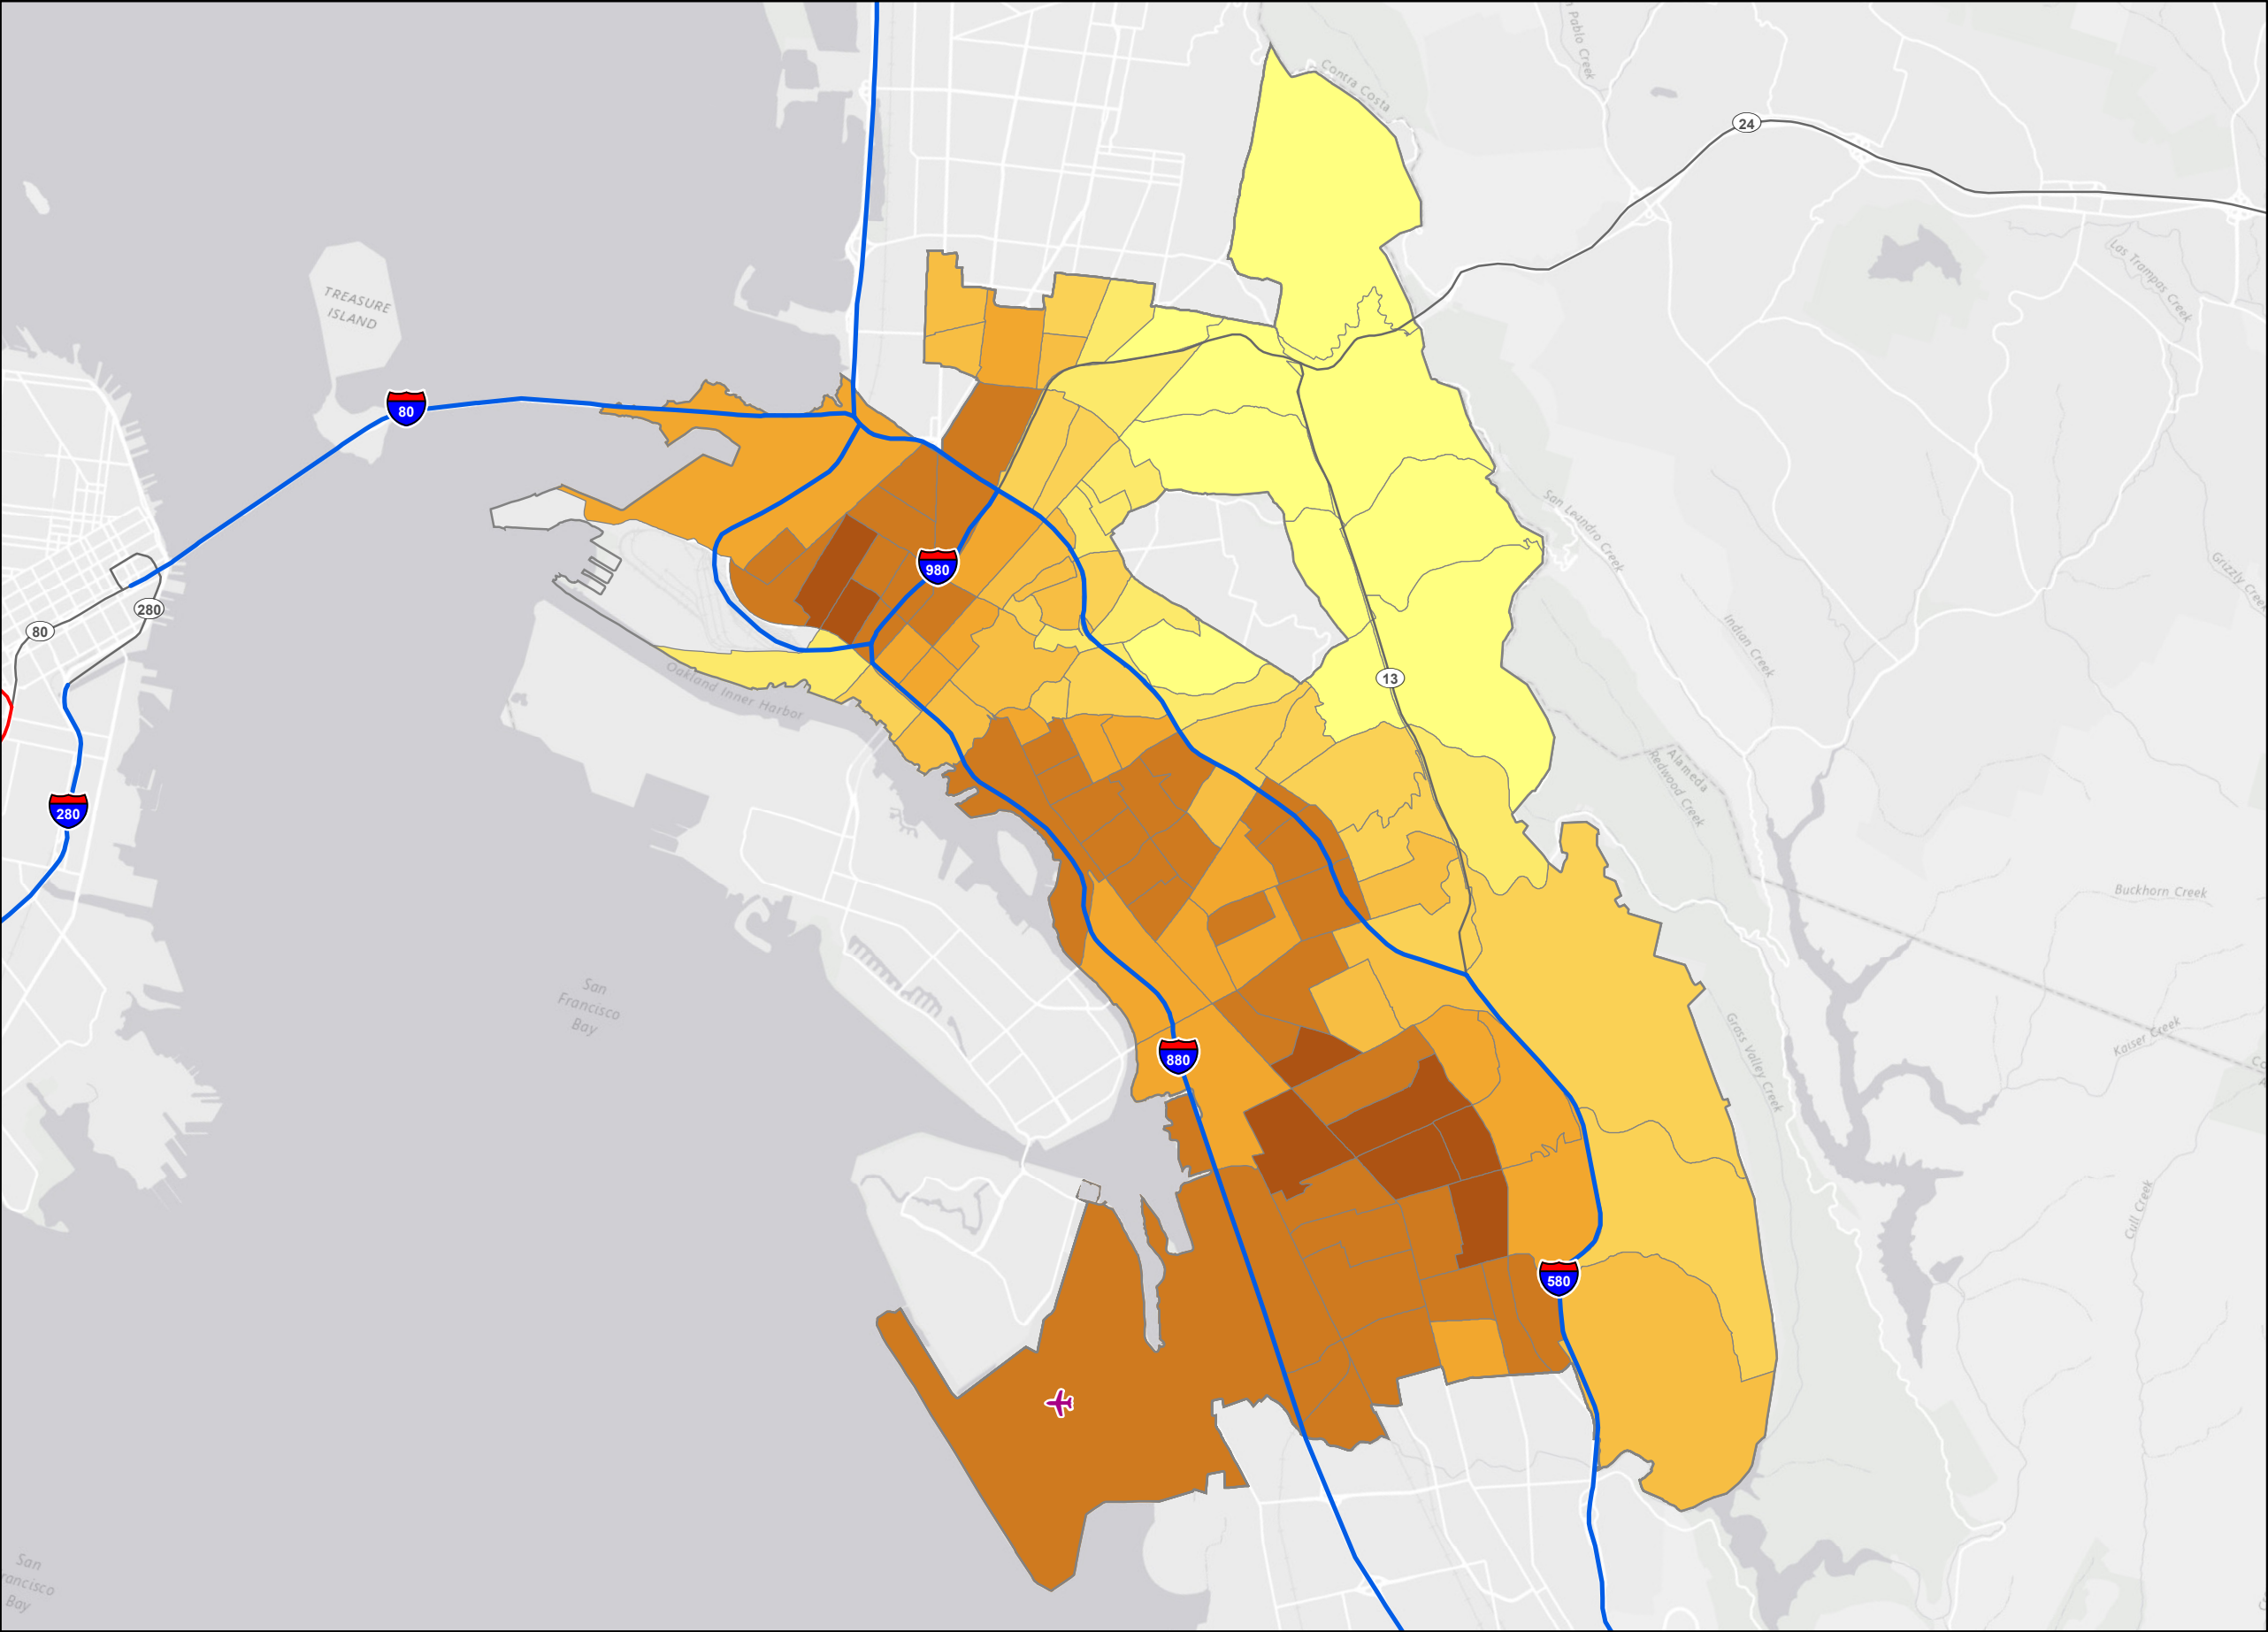 Contra Costa
Pablo Creek
24
Las Trampas Creek
TREASURE
ISLAND
80
San Leandro Creek
Grizzly Creek
980
280
80
Indian Creek
13
Oakland Inner Harbor
Alameda
Redwood Creek
280
Buckhorn Creek
San
Francisco
Bay
Grass Valley Creek
Kaiser Creek
880
Cull Creek
580
San
rancisco
Bay